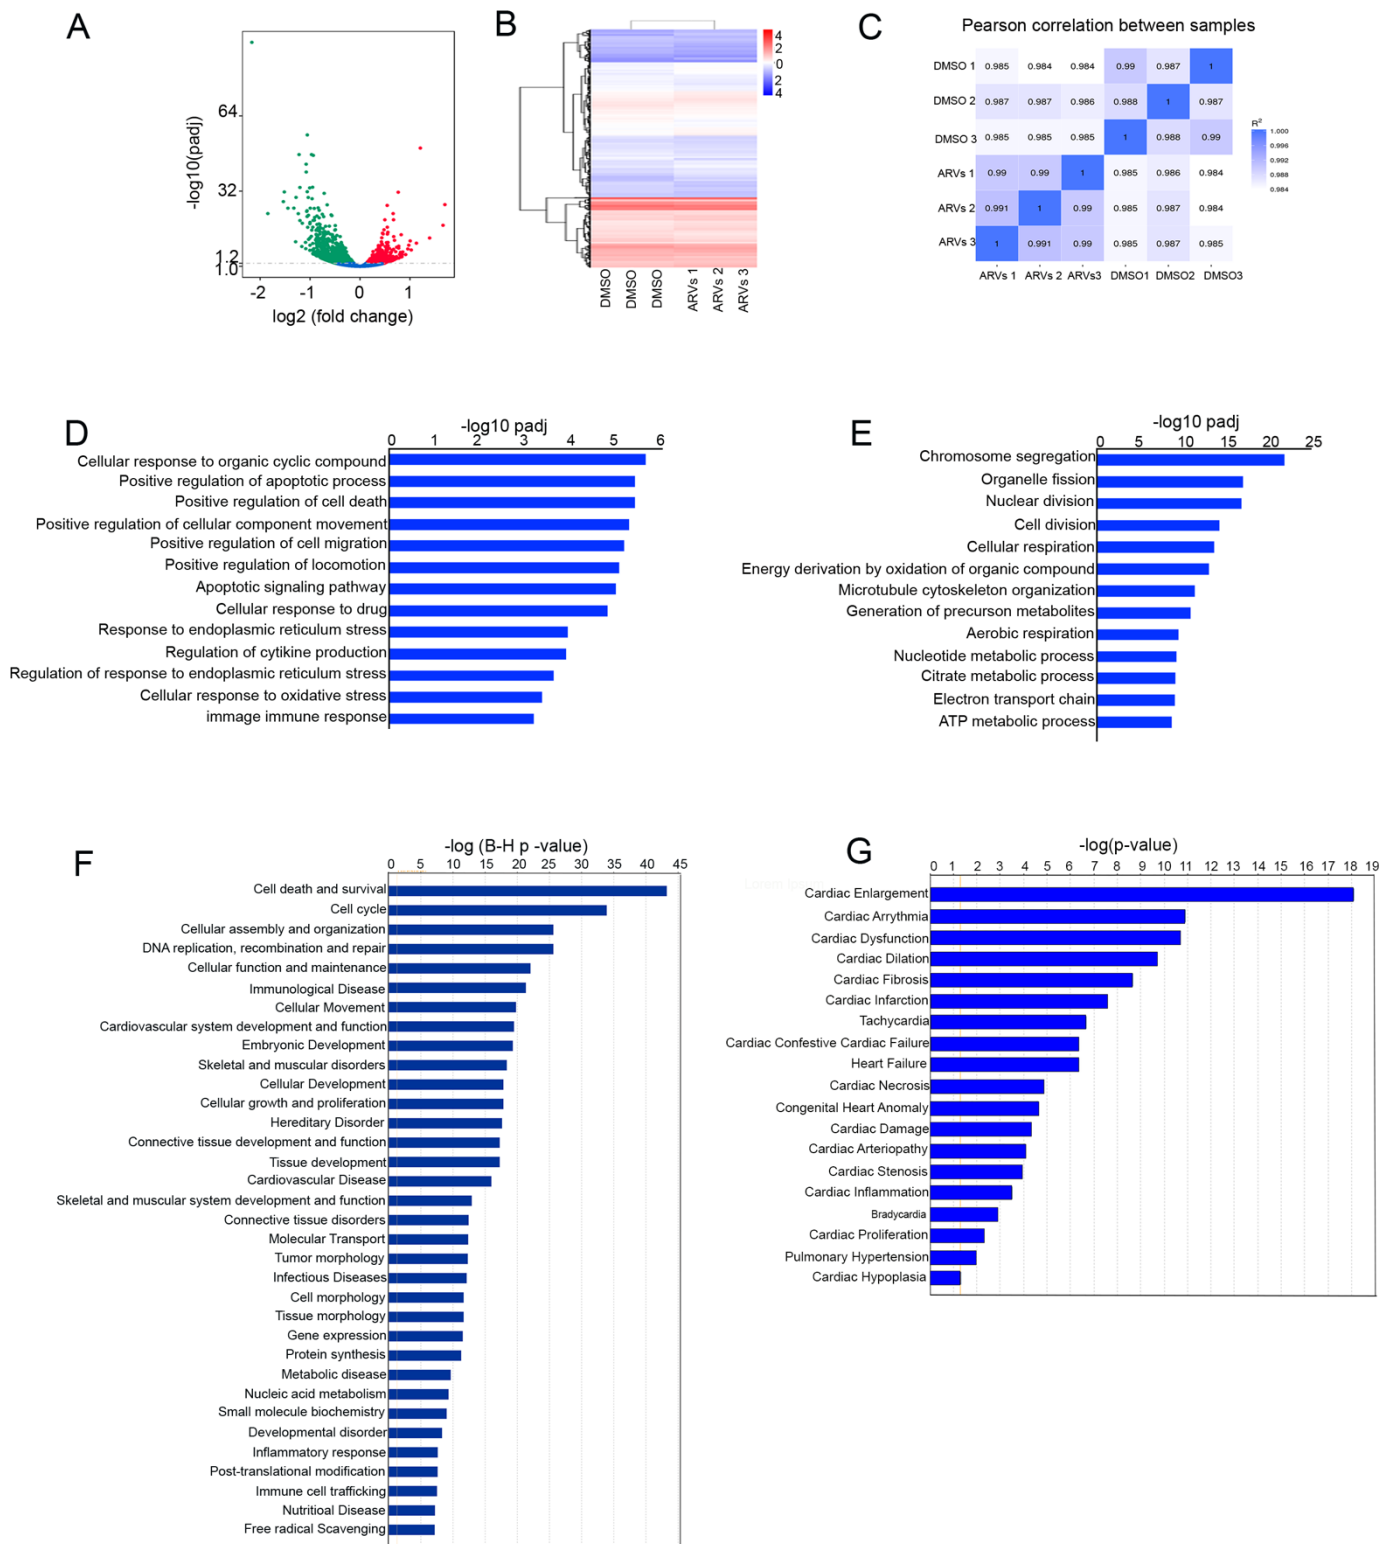 A
-log10(padj)
64
32
1.2
1.0
-2
-1
0
1
log2 (fold change)
B
4
2
0
2
4
DMSO
DMSO
DMSO
ARVs 1
ARVs 2
ARVs 3
C
Pearson correlation between samples
DMSO 1 0.985 0.984 0.984 0.99 0.987 1
DMSO 2 0.987 0.987 0.986 0.988 1 0.987
DMSO 3 0.985 0.985 0.985 1 0.988 0.99
ARVs 1 0.99 0.99 1 0.985 0.986 0.984
ARVs 2 0.991 1 0.99 0.985 0.987 0.984
ARVs 3 1 0.991 0.99 0.985 0.987 0.985
ARVs 1 ARVs 2 ARVs3 DMSO1 DMSO2 DMSO3
R²
1.000
0.996
0.992
0.988
0.984
D
-log10 padj
0 1 2 3 4 5 6
Cellular response to organic cyclic compound
Positive regulation of apoptotic process
Positive regulation of cell death
Positive regulation of cellular component movement
Positive regulation of cell migration
Positive regulation of locomotion
Apoptotic signaling pathway
Cellular response to drug
Response to endoplasmic reticulum stress
Regulation of cytikine production
Regulation of response to endoplasmic reticulum stress
Cellular response to oxidative stress
immage immune response
E
-log10 padj
0 5 10 15 20 25
Chromosome segregation
Organelle fission
Nuclear division
Cell division
Cellular respiration
Energy derivation by oxidation of organic compound
Microtubule cytoskeleton organization
Generation of precurson metabolites
Aerobic respiration
Nucleotide metabolic process
Citrate metabolic process
Electron transport chain
ATP metabolic process
F
-log (B-H p -value)
0 5 10 15 20 25 30 35 40 45
Cell death and survival
Cell cycle
Cellular assembly and organization
DNA replication, recombination and repair
Cellular function and maintenance
Immunological Disease
Cellular Movement
Cardiovascular system development and function
Embryonic Development
Skeletal and muscular disorders
Cellular Development
Cellular growth and proliferation
Hereditary Disorder
Connective tissue development and function
Tissue development
Cardiovascular Disease
Skeletal and muscular system development and function
Connective tissue disorders
Molecular Transport
Tumor morphology
Infectious Diseases
Cell morphology
Tissue morphology
Gene expression
Protein synthesis
Metabolic disease
Nucleic acid metabolism
Small molecule biochemistry
Developmental disorder
Inflammatory response
Post-translational modification
Immune cell trafficking
Nutritioal Disease
Free radical Scavenging
G
-log(p-value)
0 1 2 3 4 5 6 7 8 9 10 11 12 13 14 15 16 17 18 19
Lorem ipsum
Cardiac Enlargement
Cardiac Arrythmia
Cardiac Dysfunction
Cardiac Dilation
Cardiac Fibrosis
Cardiac Infarction
Tachycardia
Cardiac Confestive Cardiac Failure
Heart Failure
Cardiac Necrosis
Congenital Heart Anomaly
Cardiac Damage
Cardiac Arteriopathy
Cardiac Stenosis
Cardiac Inflammation
Bradycardia
Cardiac Proliferation
Pulmonary Hypertension
Cardiac Hypoplasia